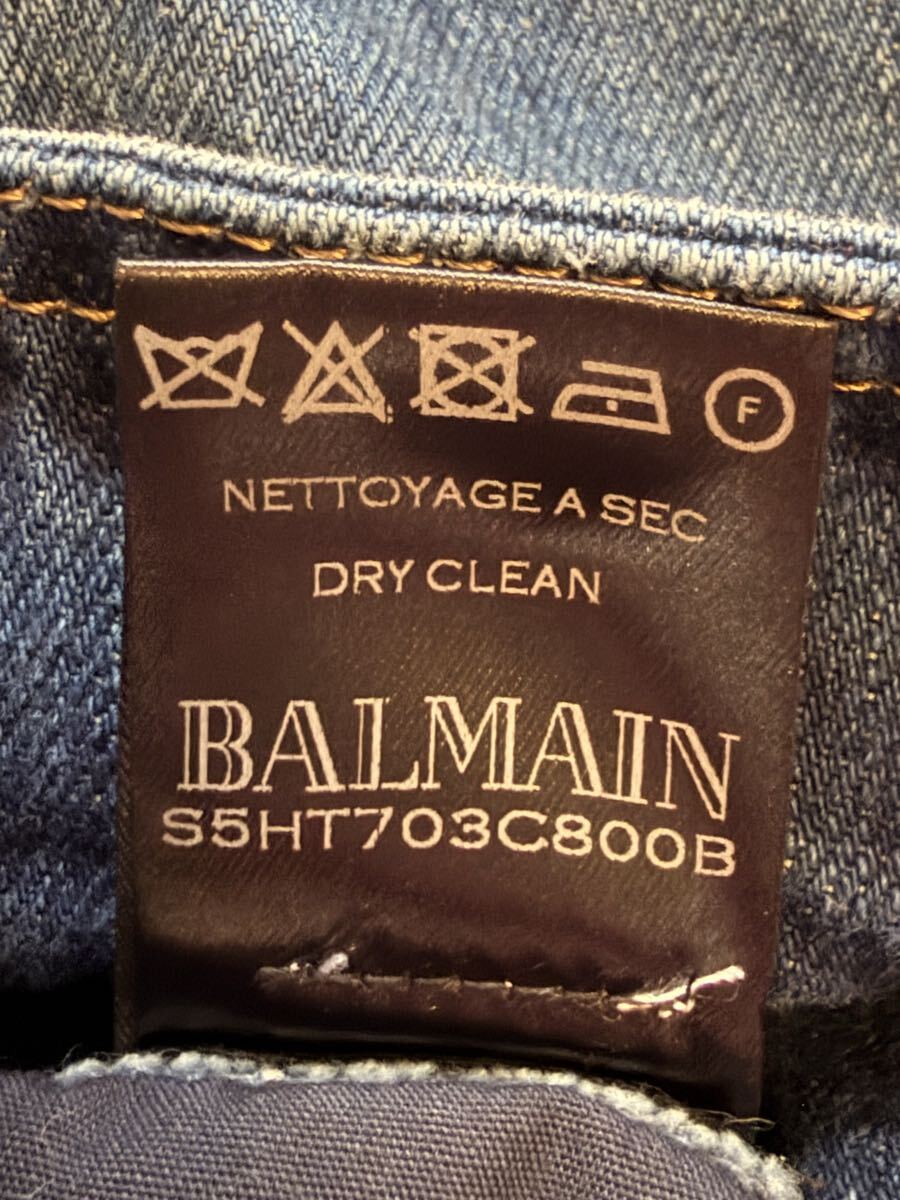 F
NETTOYAGE A SEC
DRY CLEAN
BALMAIN
S5HT703C800B